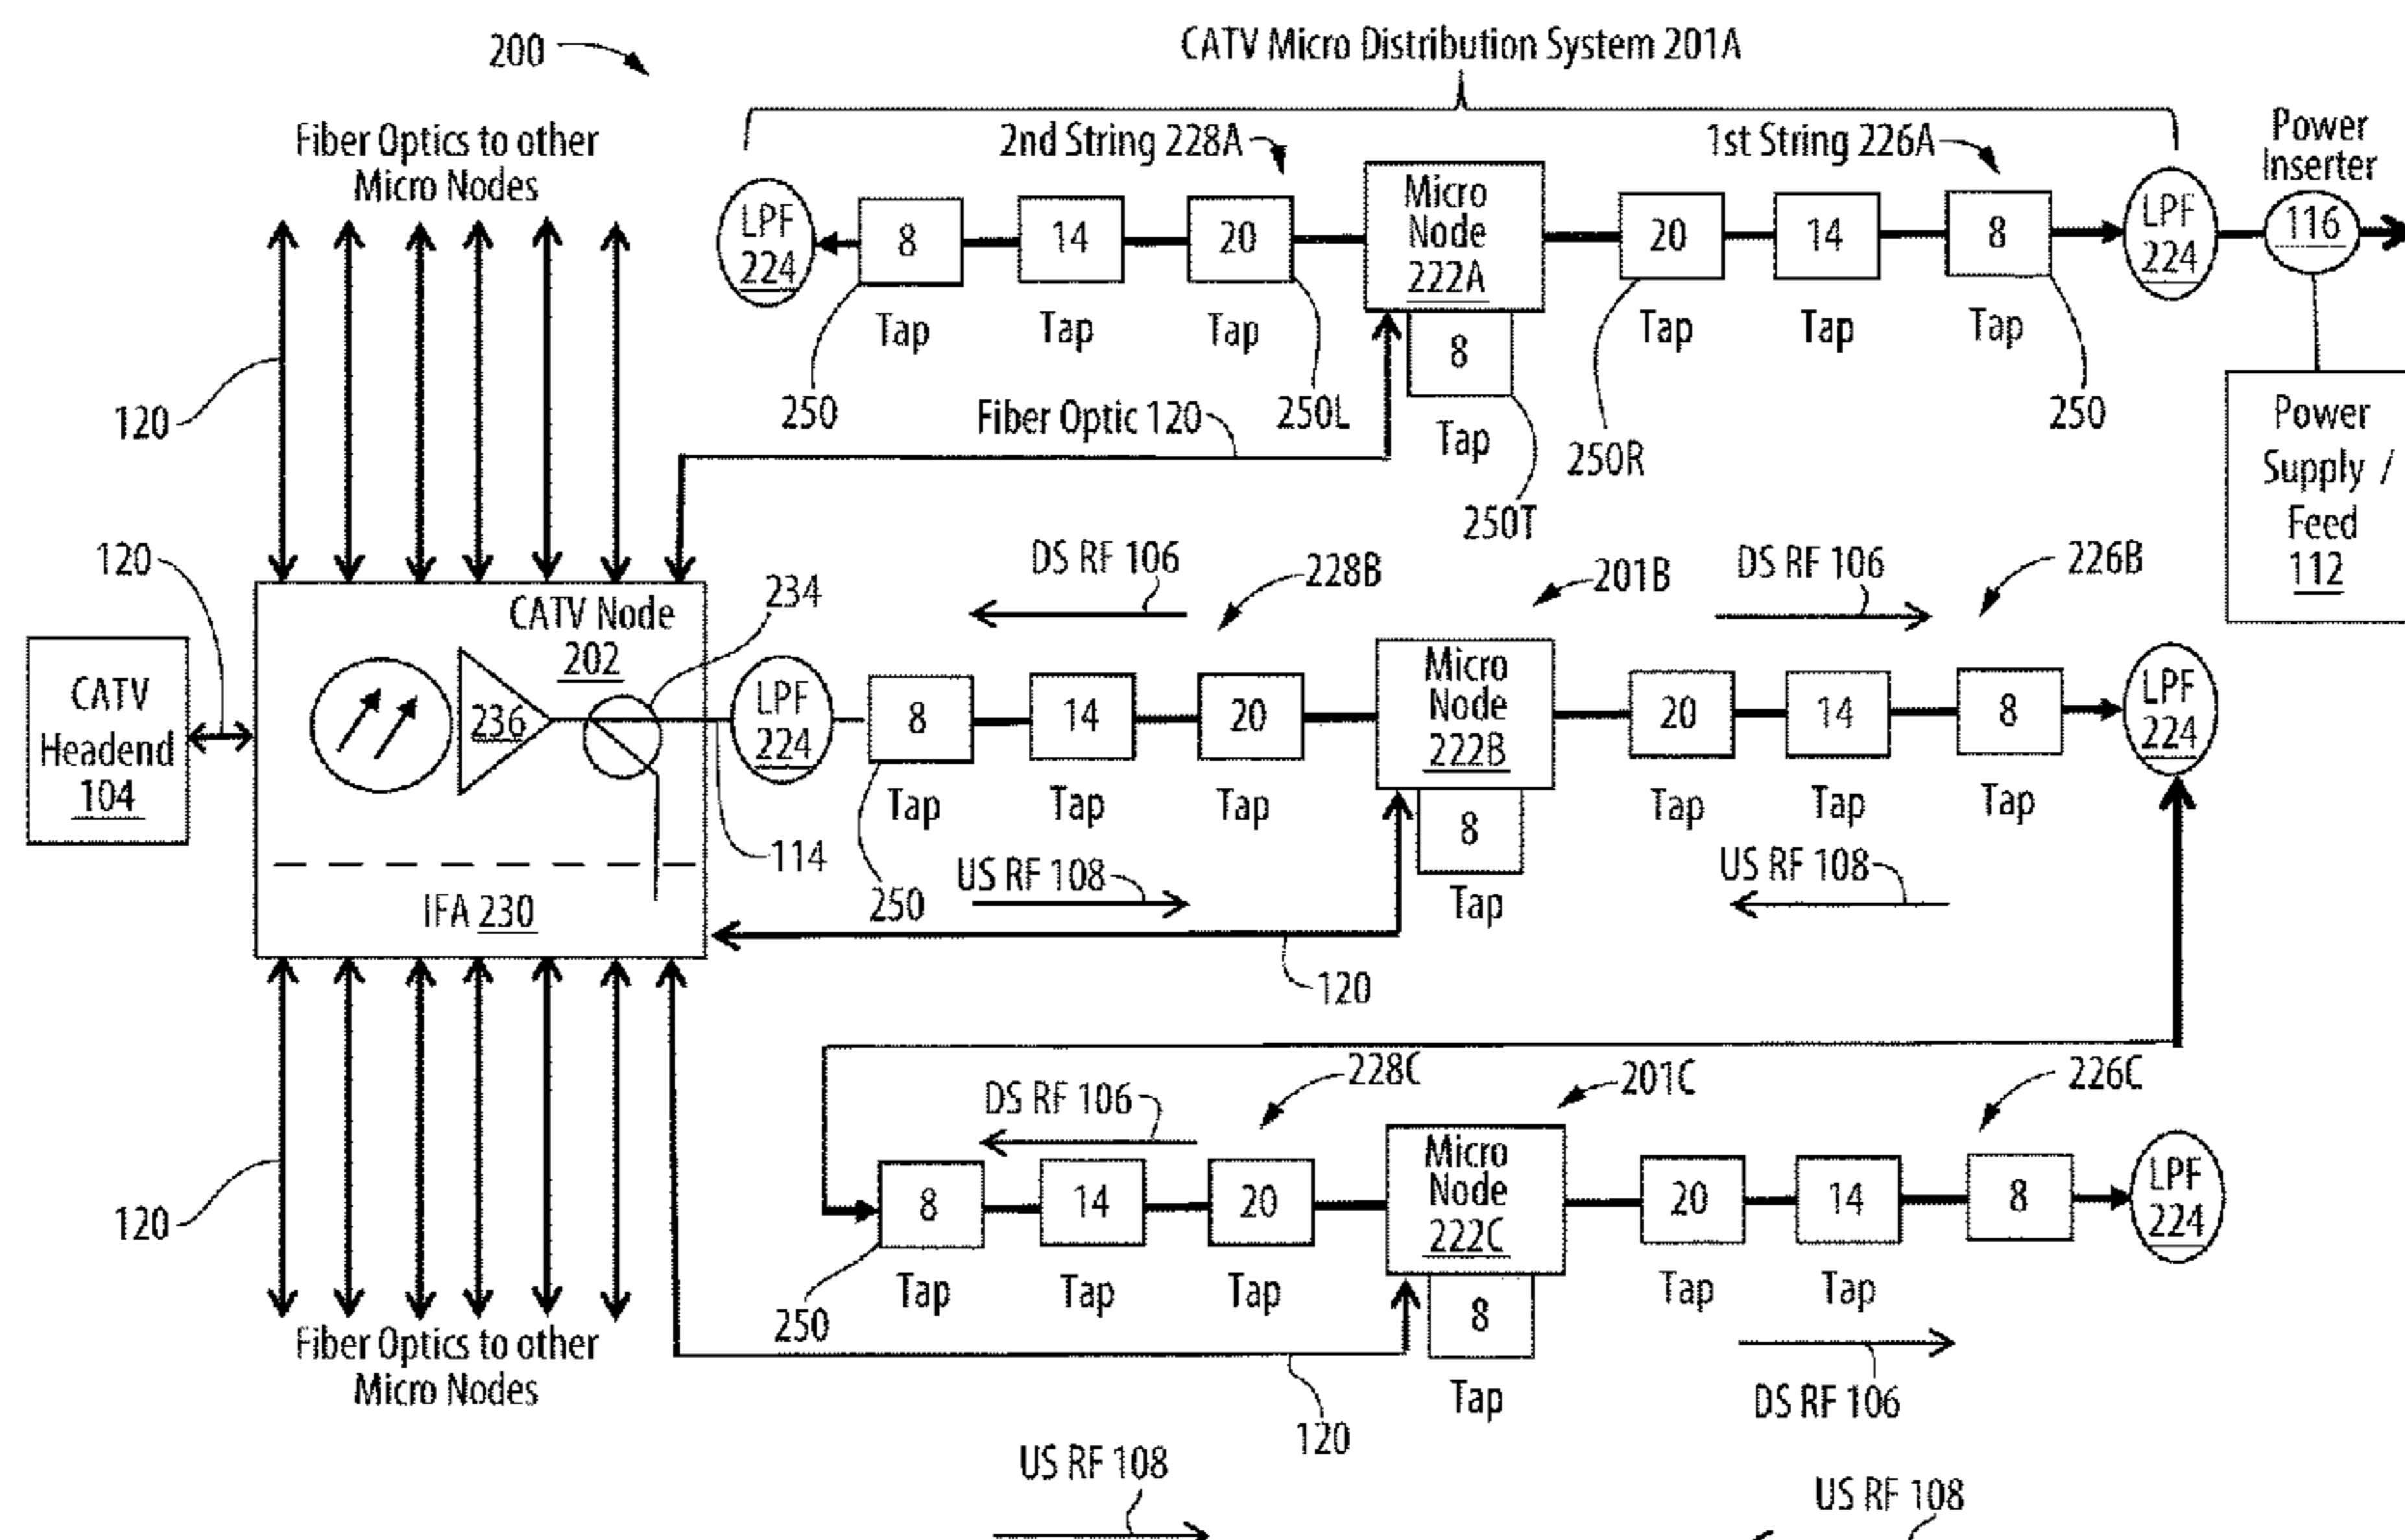 200
CATV Micro Distribution System 201A
Fiber Optics to other
Micro Nodes
2nd String 228A
1st String 226A
Power
Inserter
116
LPF
224
8
14
20
Micro
Node
222A
20
14
8
LPF
224
Tap
Tap
Tap
8
Tap
Tap
Tap
250
250L
Tap
250R
250
250T
Fiber Optic 120
120
Power
Supply /
Feed
112
120
DS RF 106
228B
201B
DS RF 106
226B
CATV
Headend
104
CATV Node
202
234
236
IFA 230
LPF
224
8
14
20
Micro
Node
222B
20
14
8
LPF
224
Tap
Tap
Tap
8
Tap
Tap
Tap
Tap
114
250
US RF 108
US RF 108
120
228C
201C
226C
DS RF 106
8
14
20
Micro
Node
222C
20
14
8
LPF
224
Tap
Tap
Tap
8
Tap
Tap
Tap
250
120
120
Fiber Optics to other
Micro Nodes
DS RF 106
US RF 108
US RF 108